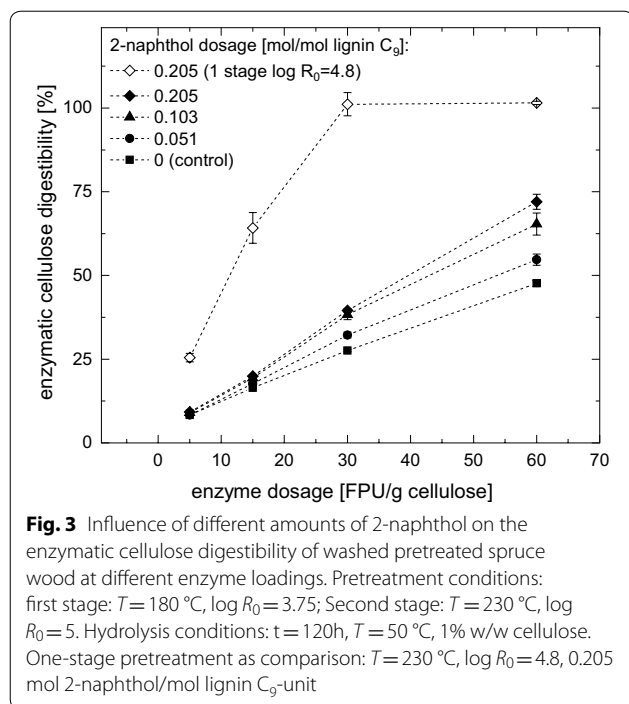 2-naphthol dosage [mol/mol lignin C₉]:
0.205 (1 stage log R₀=4.8)
0.205
0.103
0.051
0 (control)
enzymatic cellulose digestibility [%]
100
75
50
25
0
0 10 20 30 40 50 60 70
enzyme dosage [FPU/g cellulose]
Fig. 3 Influence of different amounts of 2-naphthol on the
enzymatic cellulose digestibility of washed pretreated spruce
wood at different enzyme loadings. Pretreatment conditions:
first stage: T = 180 °C, log R₀ = 3.75; Second stage: T = 230 °C, log
R₀ = 5. Hydrolysis conditions: t = 120h, T = 50 °C, 1% w/w cellulose.
One-stage pretreatment as comparison: T = 230 °C, log R₀ = 4.8, 0.205
mol 2-naphthol/mol lignin C₉-unit